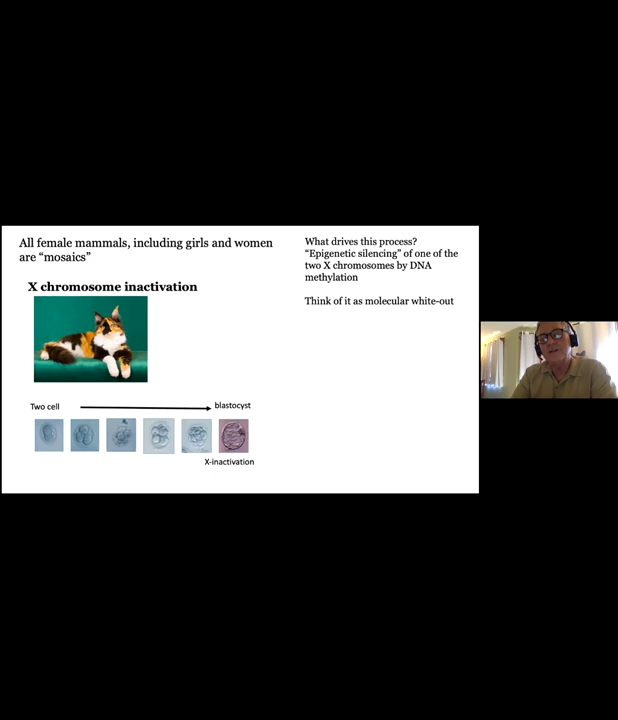 All female mammals, including girls and women
are “mosaics”
X chromosome inactivation
Two cell
blastocyst
X-inactivation
What drives this process?
“Epigenetic silencing” of one of the
two X chromosomes by DNA
methylation
Think of it as molecular white-out